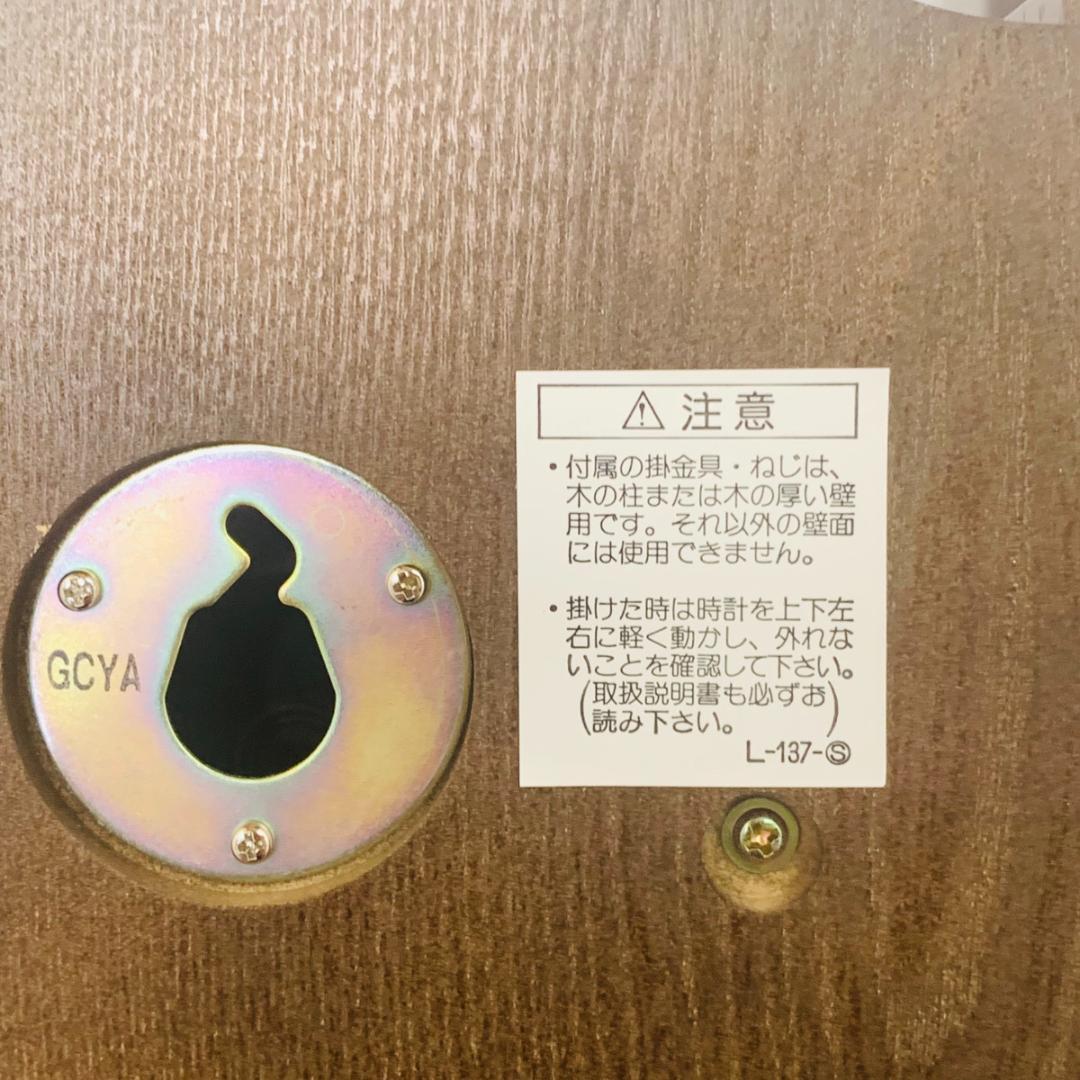 注意
・付属の掛金具・ねじは、
木の柱または木の厚い壁
用です。それ以外の壁面
には使用できません。
・掛けた時は時計を上下左
右に軽く動かし、外れな
いことを確認して下さい。
(取扱説明書も必ずお
読み下さい。)
L-137-Ⓢ
GCYA